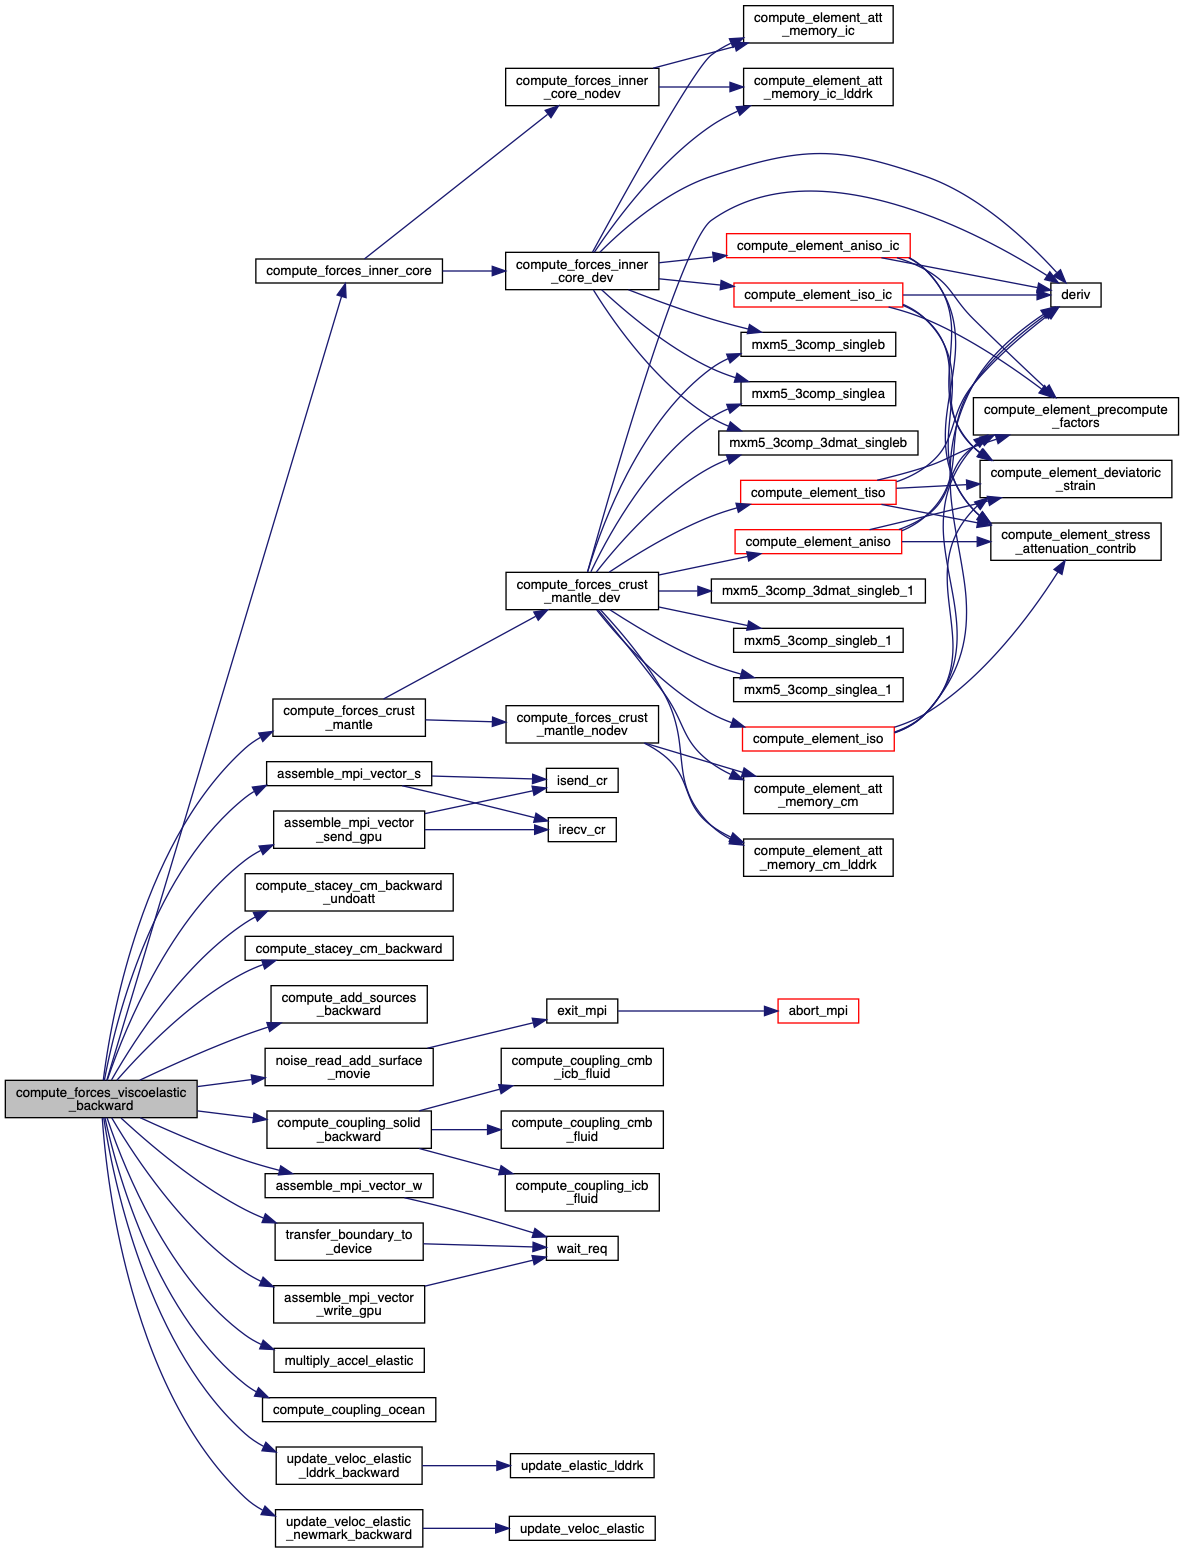 compute_element_att
_memory_ic
compute_forces_inner
_core_nodev
compute_element_att
_memory_ic_lddrk
compute_element_aniso_ic
compute_forces_inner_core
compute_forces_inner
_core_dev
compute_element_iso_ic
deriv
mxm5_3comp_singleb
mxm5_3comp_singlea
compute_element_precompute
_factors
mxm5_3comp_3dmat_singleb
compute_element_deviatoric
_strain
compute_element_tiso
compute_element_aniso
compute_element_stress
_attenuation_contrib
compute_forces_crust
_mantle_dev
mxm5_3comp_3dmat_singleb_1
mxm5_3comp_singleb_1
mxm5_3comp_singlea_1
compute_forces_crust
_mantle
compute_forces_crust
_mantle_nodev
compute_element_iso
assemble_mpi_vector_s
isend_cr
compute_element_att
_memory_cm
assemble_mpi_vector
_send_gpu
irecv_cr
compute_element_att
_memory_cm_lddrk
compute_stacey_cm_backward
_undoatt
compute_stacey_cm_backward
compute_add_sources
_backward
exit_mpi
abort_mpi
noise_read_add_surface
_movie
compute_coupling_cmb
_icb_fluid
compute_forces_viscoelastic
_backward
compute_coupling_solid
_backward
compute_coupling_cmb
_fluid
assemble_mpi_vector_w
compute_coupling_icb
_fluid
transfer_boundary_to
_device
wait_req
assemble_mpi_vector
_write_gpu
multiply_accel_elastic
compute_coupling_ocean
update_veloc_elastic
_lddrk_backward
update_elastic_lddrk
update_veloc_elastic
_newmark_backward
update_veloc_elastic